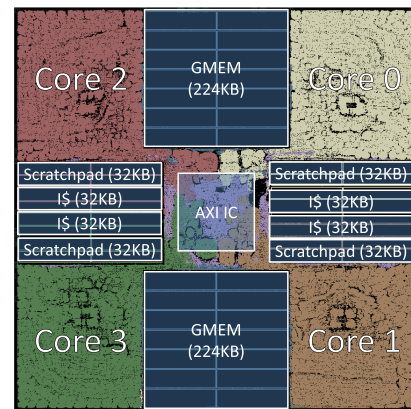 Core 2
GMEM
(224KB)
Core 0
Scratchpad (32KB)
I$ (32KB)
I$ (32KB)
Scratchpad (32KB)
AXI IC
Scratchpad (32KB)
I$ (32KB)
I$ (32KB)
Scratchpad (32KB)
Core 3
GMEM
(224KB)
Core 1